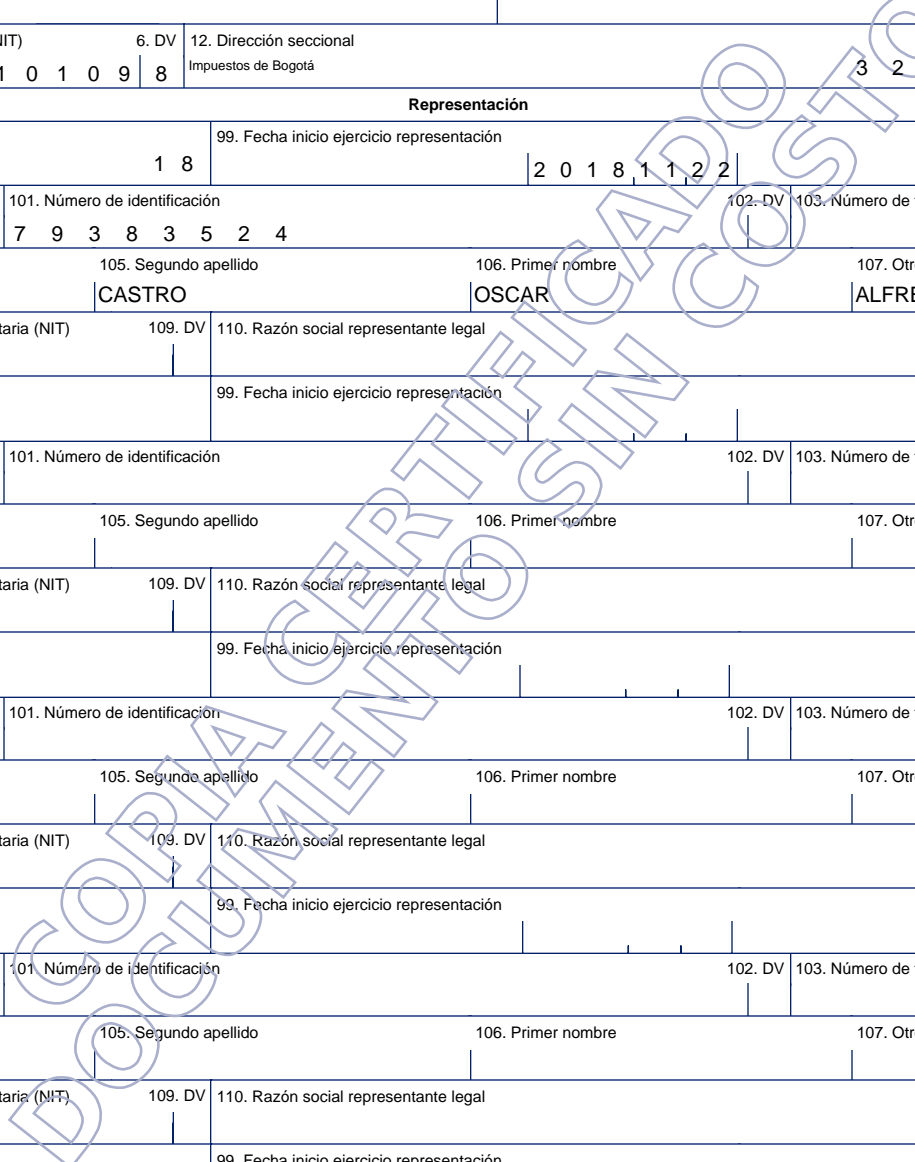 NIT) 6. DV 12. Dirección seccional
1 0 1 0 9 8 Impuestos de Bogotá 3 2
Representación
99. Fecha inicio ejercicio representación
1 8 2 0 1 8 1 1 2 2
101. Número de identificación 102. DV 103. Número de
7 9 3 8 3 5 2 4
105. Segundo apellido 106. Primer nombre 107. Otr
CASTRO OSCAR ALFRE
taria (NIT) 109. DV 110. Razón social representante legal
99. Fecha inicio ejercicio representación
101. Número de identificación 102. DV 103. Número de
105. Segundo apellido 106. Primer nombre 107. Otr
taria (NIT) 109. DV 110. Razón social representante legal
99. Fecha inicio ejercicio representación
101. Número de identificación 102. DV 103. Número de
105. Segundo apellido 106. Primer nombre 107. Otr
taria (NIT) 109. DV 110. Razón social representante legal
99. Fecha inicio ejercicio representación
101. Número de identificación 102. DV 103. Número de
105. Segundo apellido 106. Primer nombre 107. Otr
taria (NIT) 109. DV 110. Razón social representante legal
99. Fecha inicio ejercicio representación
COPIA CERTIFICADO
DOCUMENTO SIN COSTO